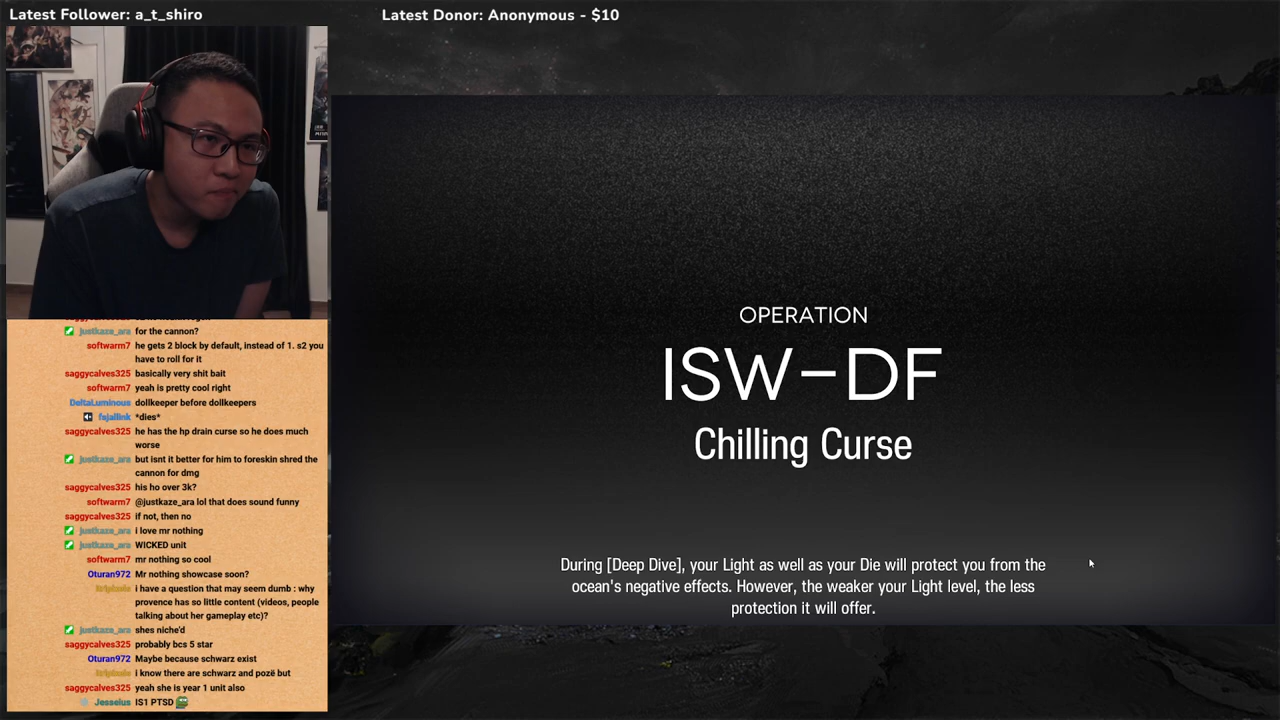 Latest Follower: a_t_shiro
Latest Donor: Anonymous - $10
justkaze_ara for the cannon?
softwarm7 he gets 2 block by default, instead of 1. s2 you
have to roll for it
saggycalves325 basically very shit bait
softwarm7 yeah is pretty cool right
DeltaLuminous dollkeeper before dollkeepers
*dies*
saggycalves325 he has the hp drain curse so he does much
worse
justkaze_ara but isnt it better for him to foreskin shred the
cannon for dmg
saggycalves325 his ho over 3k?
softwarm7 @justkaze_ara lol that does sound funny
saggycalves325 if not, then no
justkaze_ara i love mr nothing
justkaze_ara WICKED unit
softwarm7 mr nothing so cool
Oturan972 Mr nothing showcase soon?
i have a question that may seem dumb : why
provence has so little content (videos, people
talking about her gameplay etc)?
justkaze_ara shes niche'd
saggycalves325 probably bcs 5 star
Oturan972 Maybe because schwarz exist
i know there are schwarz and pozë but
saggycalves325 yeah she is year 1 unit also
Jesselus IS1 PTSD
OPERATION
ISW-DF
Chilling Curse
During [Deep Dive], your Light as well as your Die will protect you from the
ocean's negative effects. However, the weaker your Light level, the less
protection it will offer.